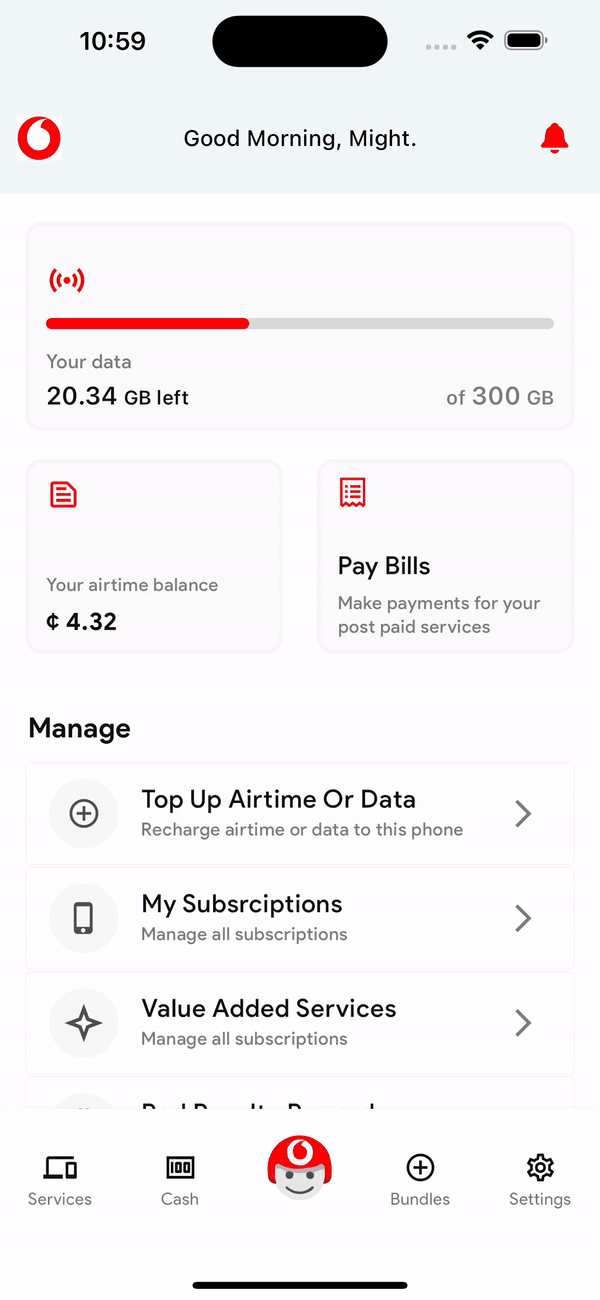 10:59
Good Morning, Might.
Your data
20.34 GB left
of 300 GB
Your airtime balance
¢ 4.32
Pay Bills
Make payments for your
post paid services
Manage
Top Up Airtime Or Data
Recharge airtime or data to this phone
My Subsrciptions
Manage all subscriptions
Value Added Services
Manage all subscriptions
Services
Cash
Bundles
Settings